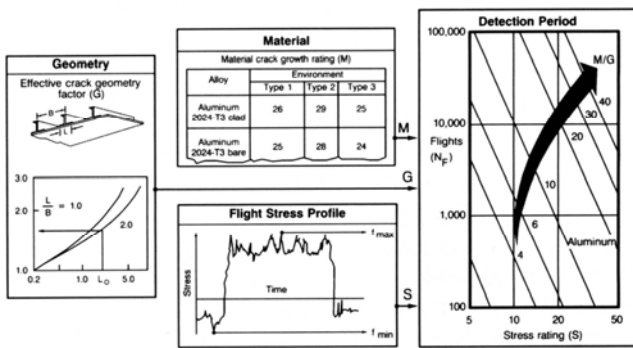 Geometry
Effective crack geometry
factor (G)
B
L
3.0
L
B
= 1.0
2.0
2.0
1.0
0.2
1.0
L₀
5.0
Material
Material crack growth rating (M)
Alloy
Environment
Type 1
Type 2
Type 3
Aluminum
2024-T3 clad
26
29
25
Aluminum
2024-T3 bare
25
28
24
M
G
Flight Stress Profile
Stress
Time
f max
f min
S
Detection Period
100,000
M/G
40
30
20
10,000
Flights
(N_F)
10
1,000
6
4
Aluminum
100
5
10
20
50
Stress rating (S)